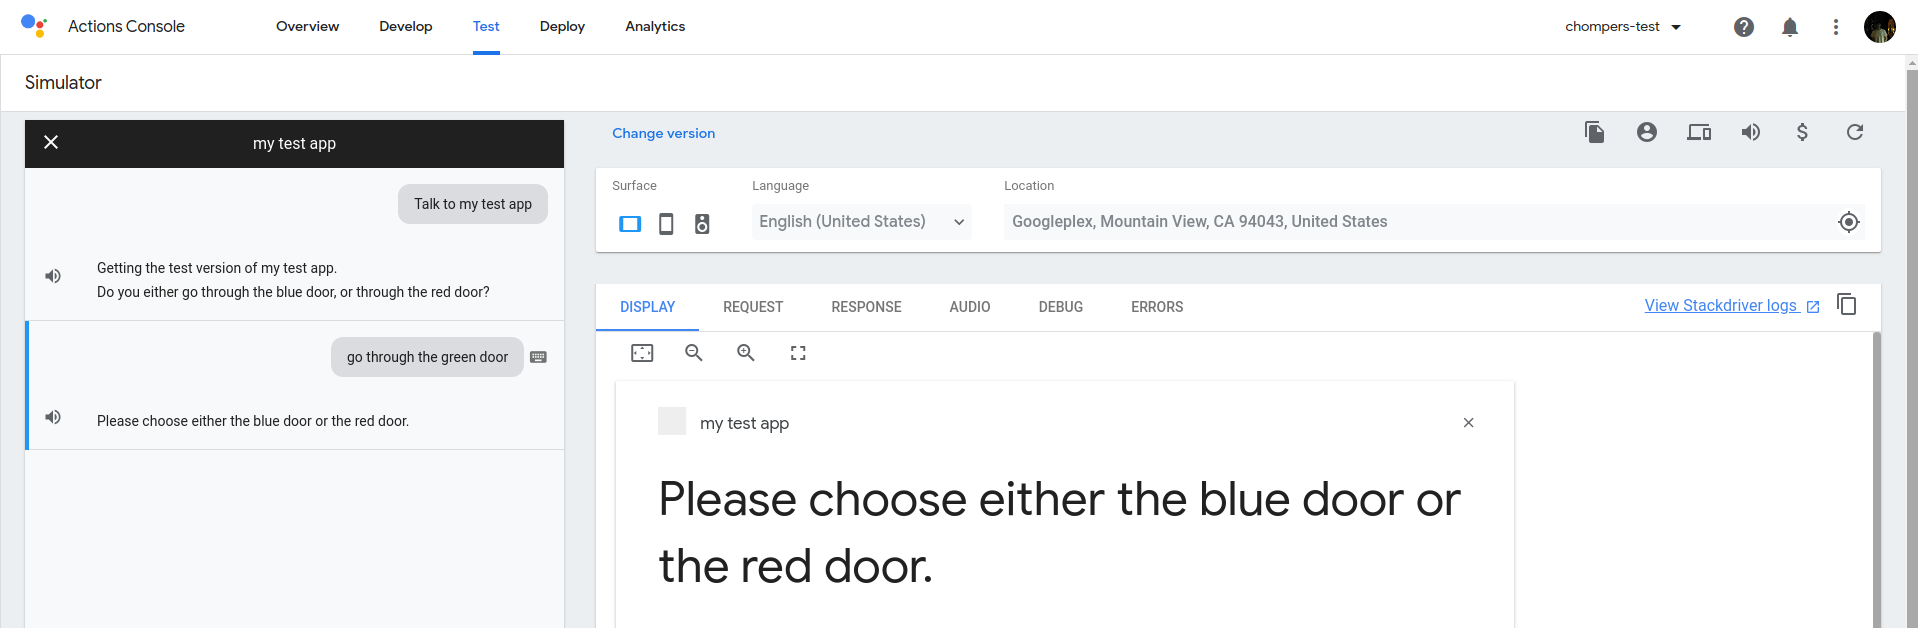 Actions Console
Overview
Develop
Test
Deploy
Analytics
chompers-test
Simulator
my test app
Talk to my test app
Getting the test version of my test app.
Do you either go through the blue door, or through the red door?
go through the green door
Please choose either the blue door or the red door.
Change version
Surface
Language
Location
English (United States)
Googleplex, Mountain View, CA 94043, United States
DISPLAY
REQUEST
RESPONSE
AUDIO
DEBUG
ERRORS
View Stackdriver logs
my test app
Please choose either the blue door or
the red door.